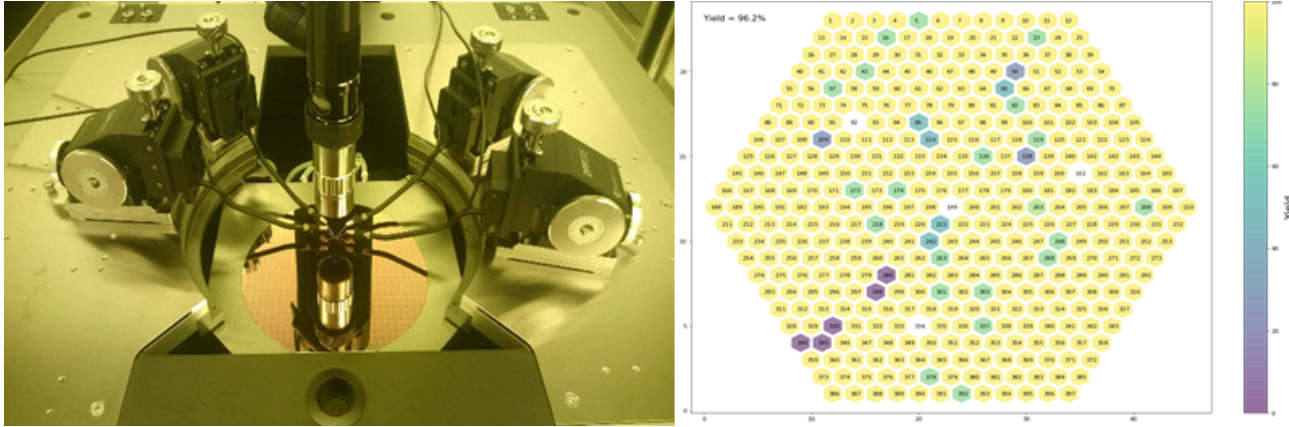 Yield = 96.2%
1 2 3 4 5 6 7 8 9 10 11 12
13 14 15 16 17 18 19 20 21 22 23 24 25
26 27 28 29 30 31 32 33 34 35 36 37 38 39
20 40 41 42 43 44 45 46 47 48 49 50 51 52 53 54
55 56 57 58 59 60 61 62 63 64 65 66 67 68 69 70
71 72 73 74 75 76 77 78 79 80 81 82 83 84 85 86 87
88 89 90 91 92 93 94 95 96 97 98 99 100 101 102 103 104 105
106 107 108 109 110 111 112 113 114 115 116 117 118 119 120 121 122 123 124
15 125 126 127 128 129 130 131 132 133 134 135 136 137 138 139 140 141 142 143 144
145 146 147 148 149 150 151 152 153 154 155 156 157 158 159 160 161 162 163 164 165
166 167 168 169 170 171 172 173 174 175 176 177 178 179 180 181 182 183 184 185 186 187
188 189 190 191 192 193 194 195 196 197 198 199 200 201 202 203 204 205 206 207 208 209 210
211 212 213 214 215 216 217 218 219 220 221 222 223 224 225 226 227 228 229 230 231 232
10 233 234 235 236 237 238 239 240 241 242 243 244 245 246 247 248 249 250 251 252 253
254 255 256 257 258 259 260 261 262 263 264 265 266 267 268 269 270 271 272 273
274 275 276 277 278 279 280 281 282 283 284 285 286 287 288 289 290 291 292
293 294 295 296 297 298 299 300 301 302 303 304 305 306 307 308 309 310
311 312 313 314 315 316 317 318 319 320 321 322 323 324 325 326 327
5 328 329 330 331 332 333 334 335 336 337 338 339 340 341 342 343
344 345 346 347 348 349 350 351 352 353 354 355 356 357 358
359 360 361 362 363 364 365 366 367 368 369 370 371 372
373 374 375 376 377 378 379 380 381 382 383 384 385
386 387 388 389 390 391 392 393 394 395 396 397
0
0 10 20 30 40
100
80
60
40
20
0
Yield